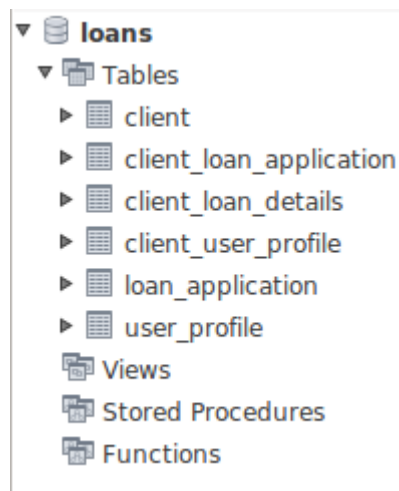 loans
Tables
client
client_loan_application
client_loan_details
client_user_profile
loan_application
user_profile
Views
Stored Procedures
Functions